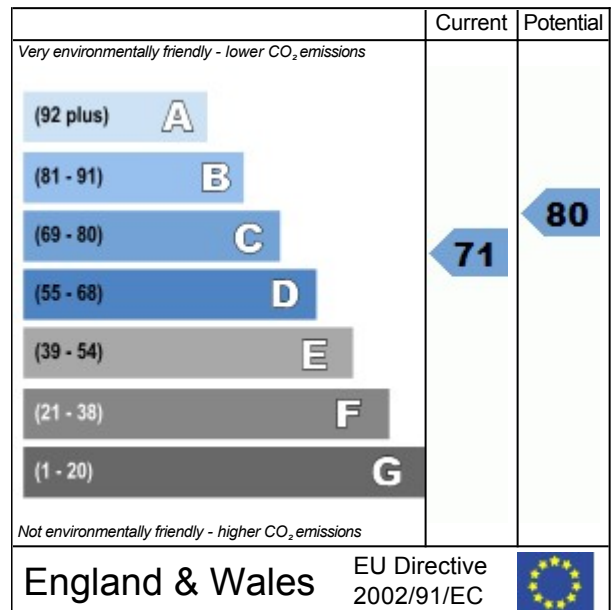 Current Potential
Very environmentally friendly - lower CO₂ emissions
(92 plus) A
(81 - 91) B
(69 - 80) C
(55 - 68) D
(39 - 54) E
(21 - 38) F
(1 - 20) G
71
80
Not environmentally friendly - higher CO₂ emissions
England & Wales
EU Directive
2002/91/EC